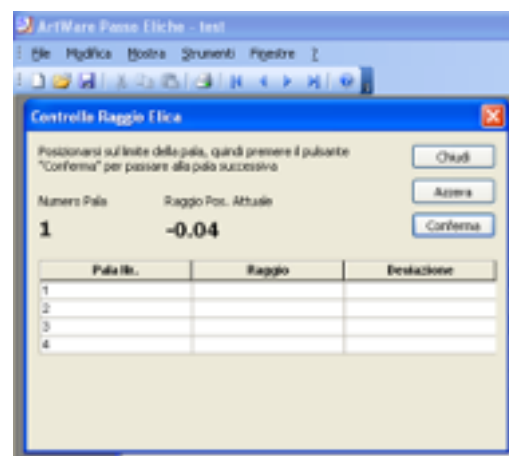 ArtWare Passo Eliche - test
File Modifica Mostra Strumenti Finestre ?
Controllo Raggio Elica
Posizionarsi sul limite della pala, quindi premere il pulsante
"Conferma" per passare alla pala successiva
Chiudi
Azzera
Conferma
Numero Pala Raggio Pos. Attuale
1 -0.04
Pala Nr. Raggio Deviazione
1
2
3
4